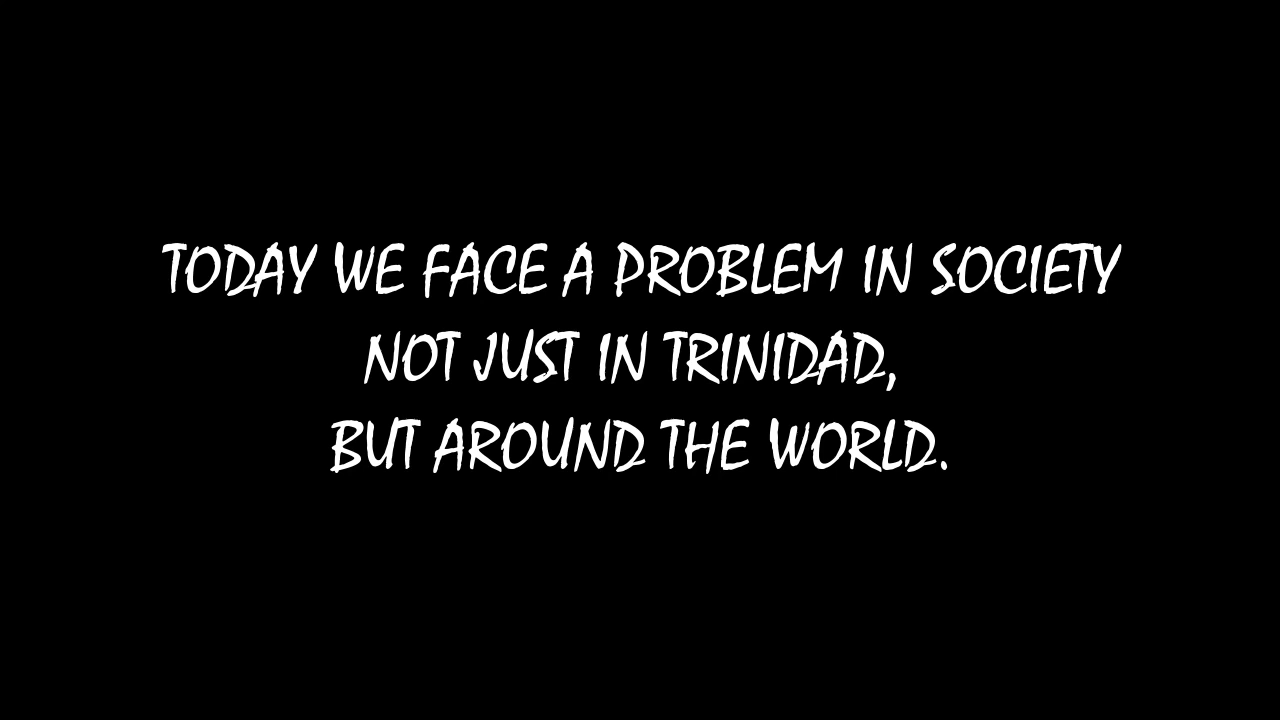 TODAY WE FACE A PROBLEM IN SOCIETY
NOT JUST IN TRINIDAD,
BUT AROUND THE WORLD.